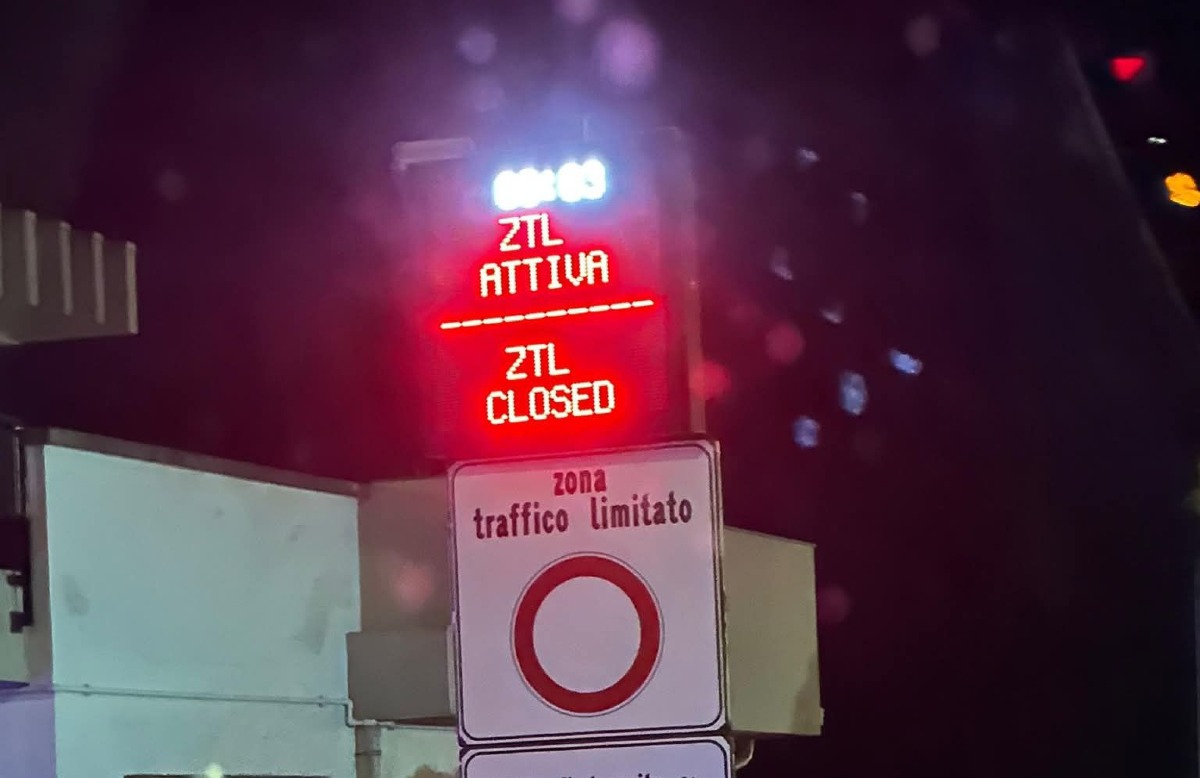 ZTL
ATTIVA
ZTL
CLOSED
zona
traffico limitato